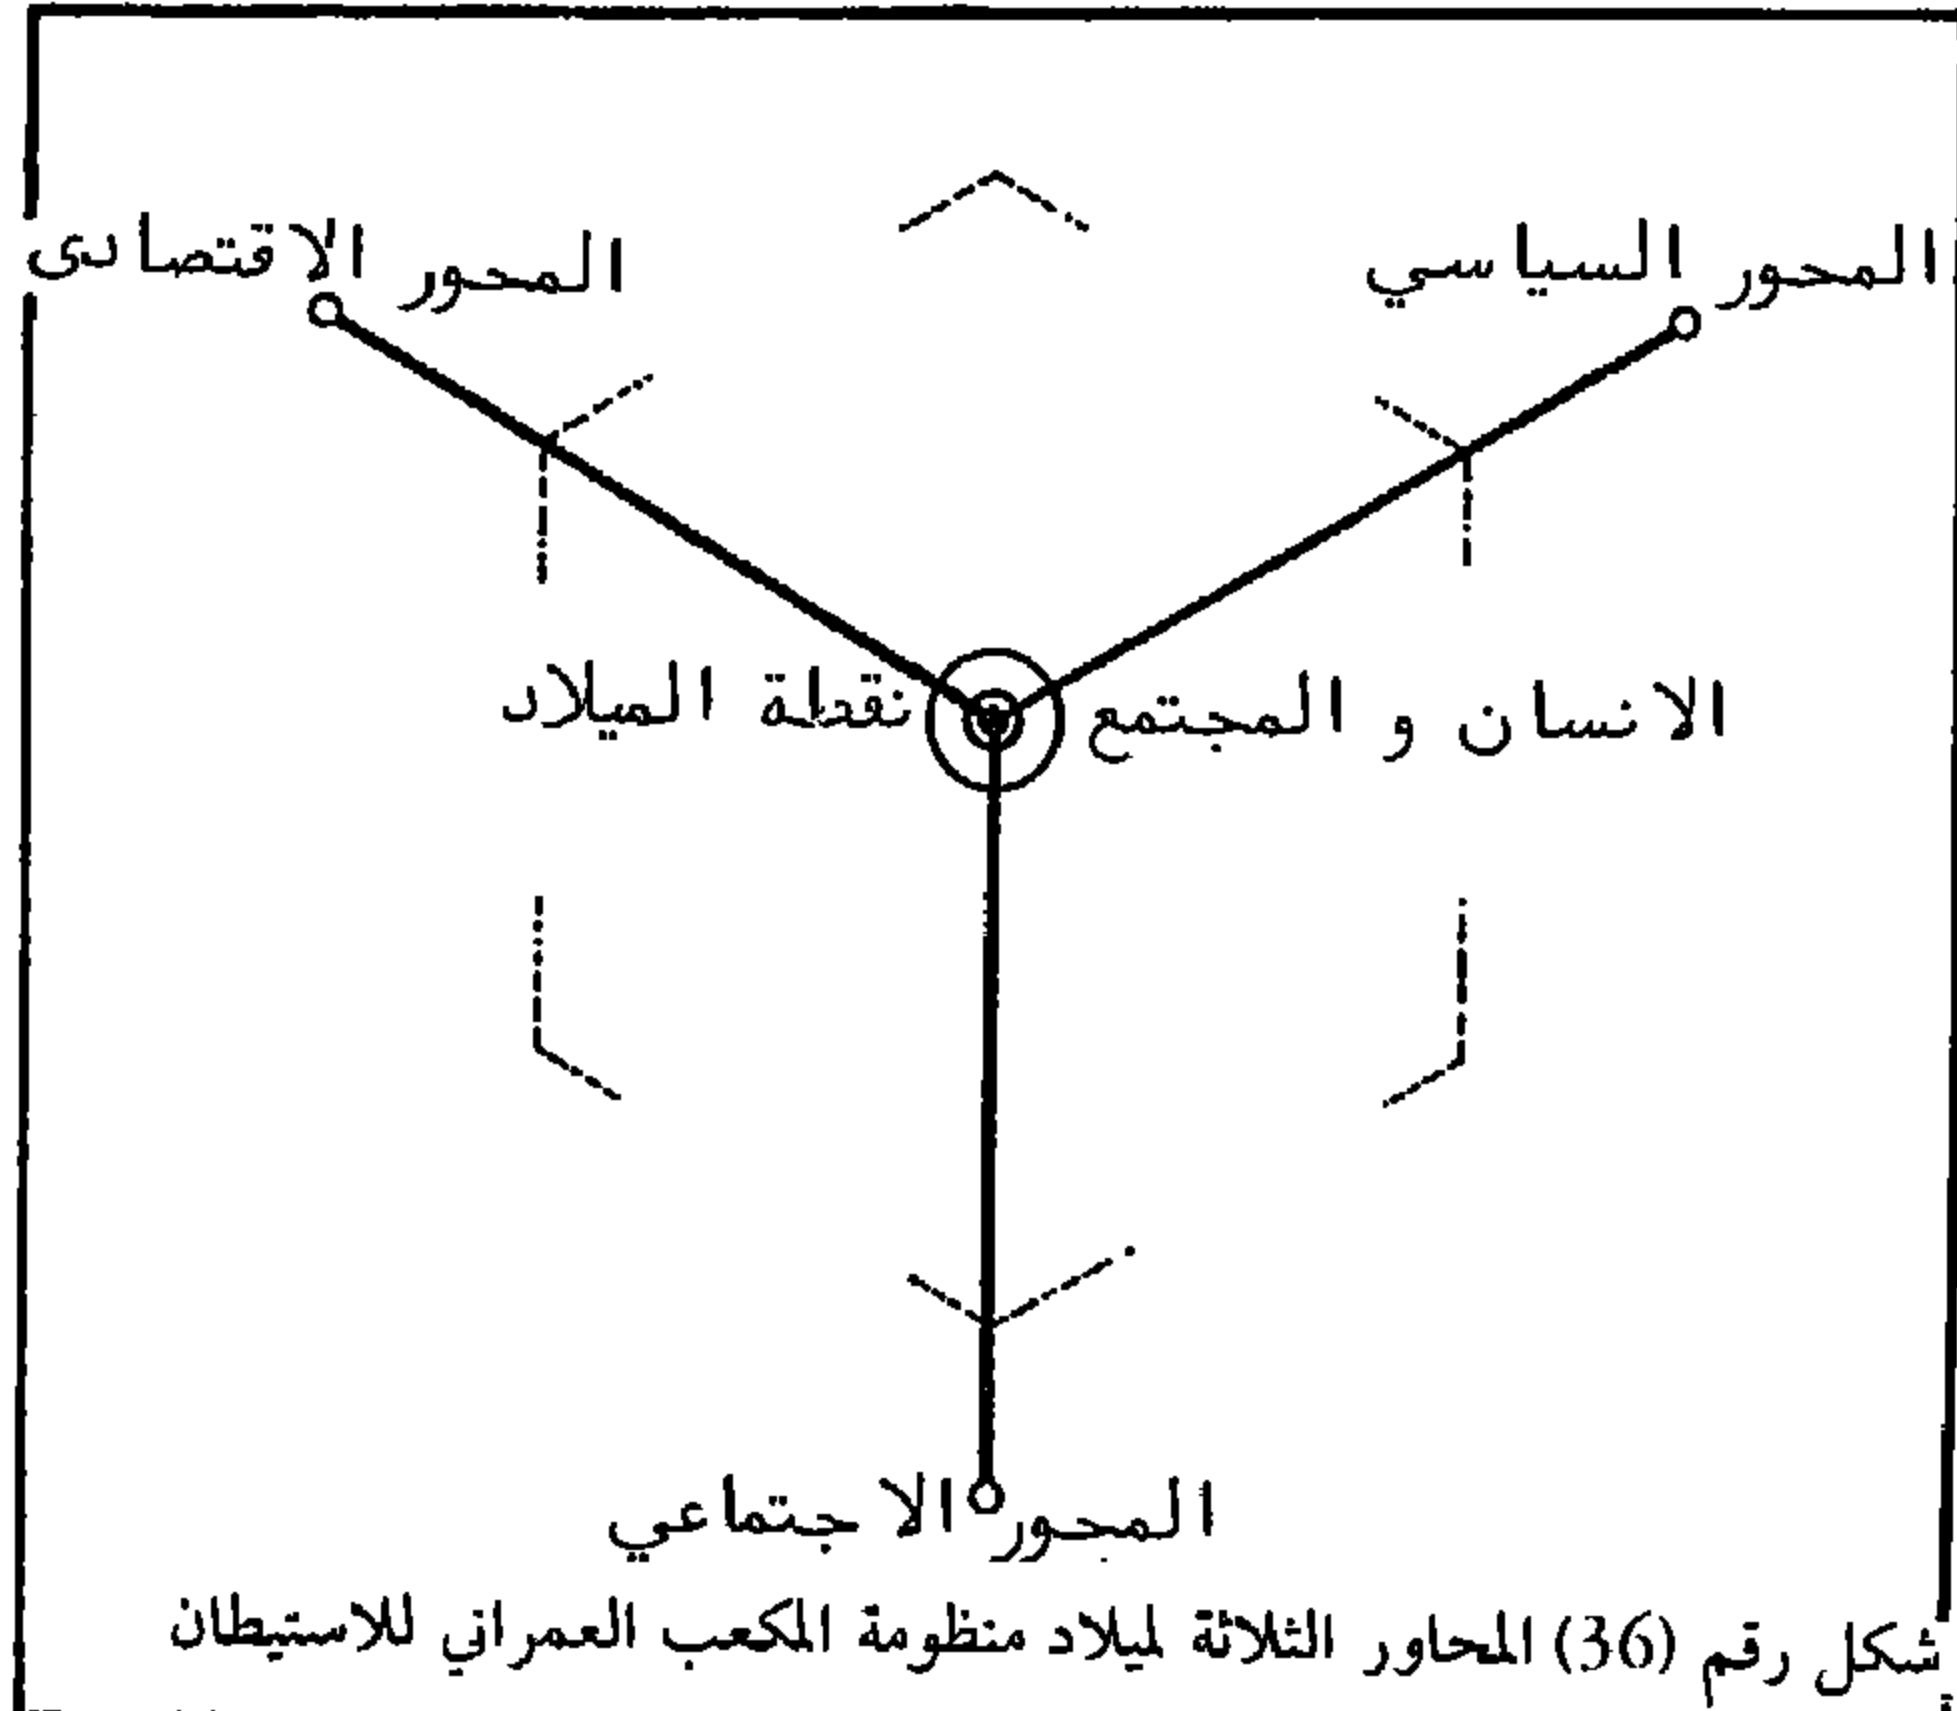 المحور السياسي
المحور الاقتصادى
الانسان و المجتمع
نقطة الميلاد
المجور الاجتماعي
شكل رقم (36) المحاور الثلاثة لميلاد منظومة المكعب العمراني للاستيطان